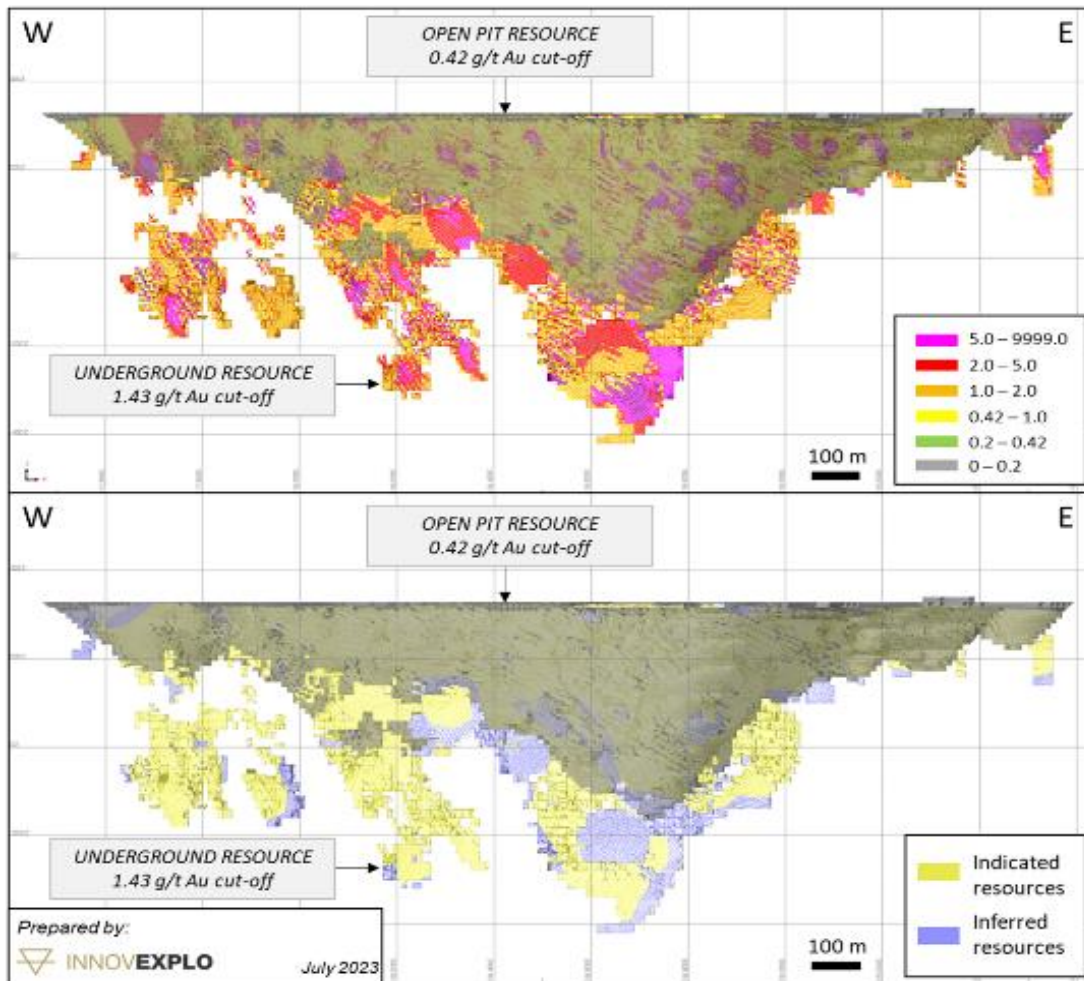 W
E
OPEN PIT RESOURCE
0.42 g/t Au cut-off
UNDERGROUND RESOURCE
1.43 g/t Au cut-off
5.0 – 9999.0
2.0 – 5.0
1.0 – 2.0
0.42 – 1.0
0.2 – 0.42
0 – 0.2
100 m
W
E
OPEN PIT RESOURCE
0.42 g/t Au cut-off
UNDERGROUND RESOURCE
1.43 g/t Au cut-off
Indicated
resources
Inferred
resources
Prepared by:
INNOVEXPLO
July 2023
100 m